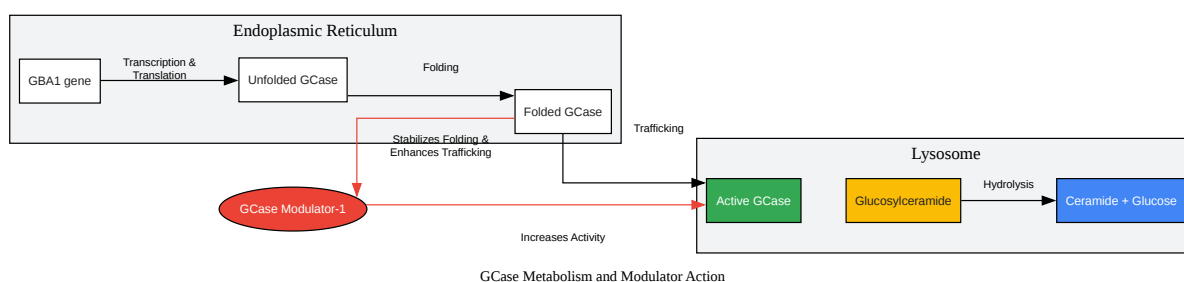 Endoplasmic Reticulum
GBA1 gene
Transcription &
Translation
Unfolded GCase
Folding
Folded GCase
Stabilizes Folding &
Enhances Trafficking
Trafficking
GCase Modulator-1
Increases Activity
Lysosome
Active GCase
Glucosylceramide
Hydrolysis
Ceramide + Glucose
GCase Metabolism and Modulator Action